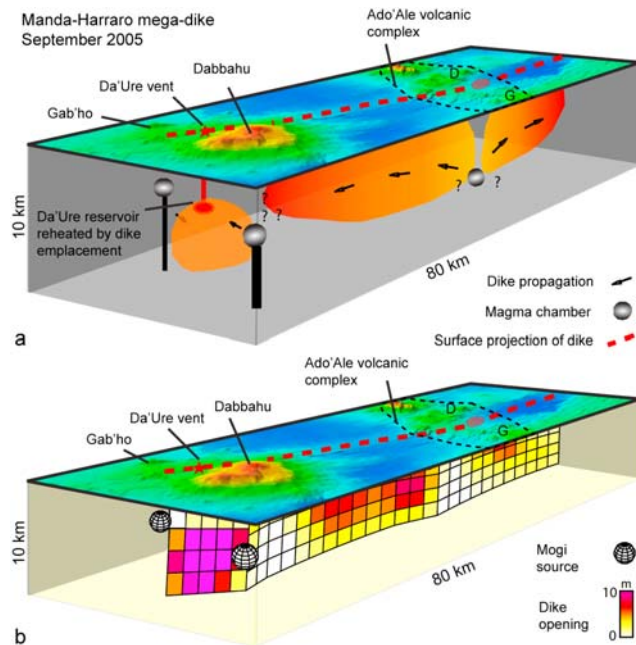 Manda-Harraro mega-dike
September 2005
Ado'Ale volcanic
complex
Dabbahu
Da'Ure vent
Gab'ho
D
G
10 km
? ?
?
?
Da'Ure reservoir
reheated by dike
emplacement
80 km
Dike propagation
Magma chamber
Surface projection of dike
a
Ado'Ale volcanic
complex
Dabbahu
Da'Ure vent
Gab'ho
D
G
10 km
80 km
Mogi
source
m
10
Dike
opening
0
b